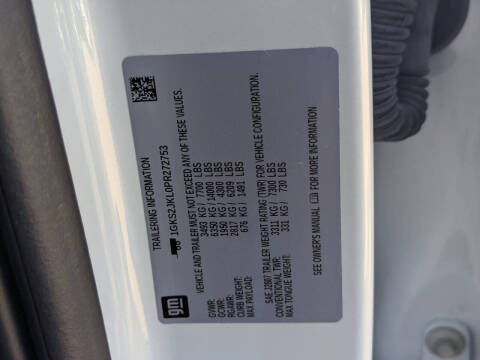 TRAILERING INFORMATION
1GKS2JKL0PR272753
VEHICLE AND TRAILER MUST NOT EXCEED ANY OF THESE VALUES.
GVWR: 3493 KG / 7700 LBS
GCWR: 6350 KG / 14000 LBS
RGAWR: 1950 KG / 4300 LBS
CURB WEIGHT: 2817 KG / 6209 LBS
MAX PAYLOAD: 676 KG / 1491 LBS
SAE J2807 TRAILER WEIGHT RATING (TWR) FOR VEHICLE CONFIGURATION.
CONVENTIONAL TWR: 3311 KG / 7300 LBS
MAX TONGUE WEIGHT: 331 KG / 730 LBS
SEE OWNER'S MANUAL FOR MORE INFORMATION
gm